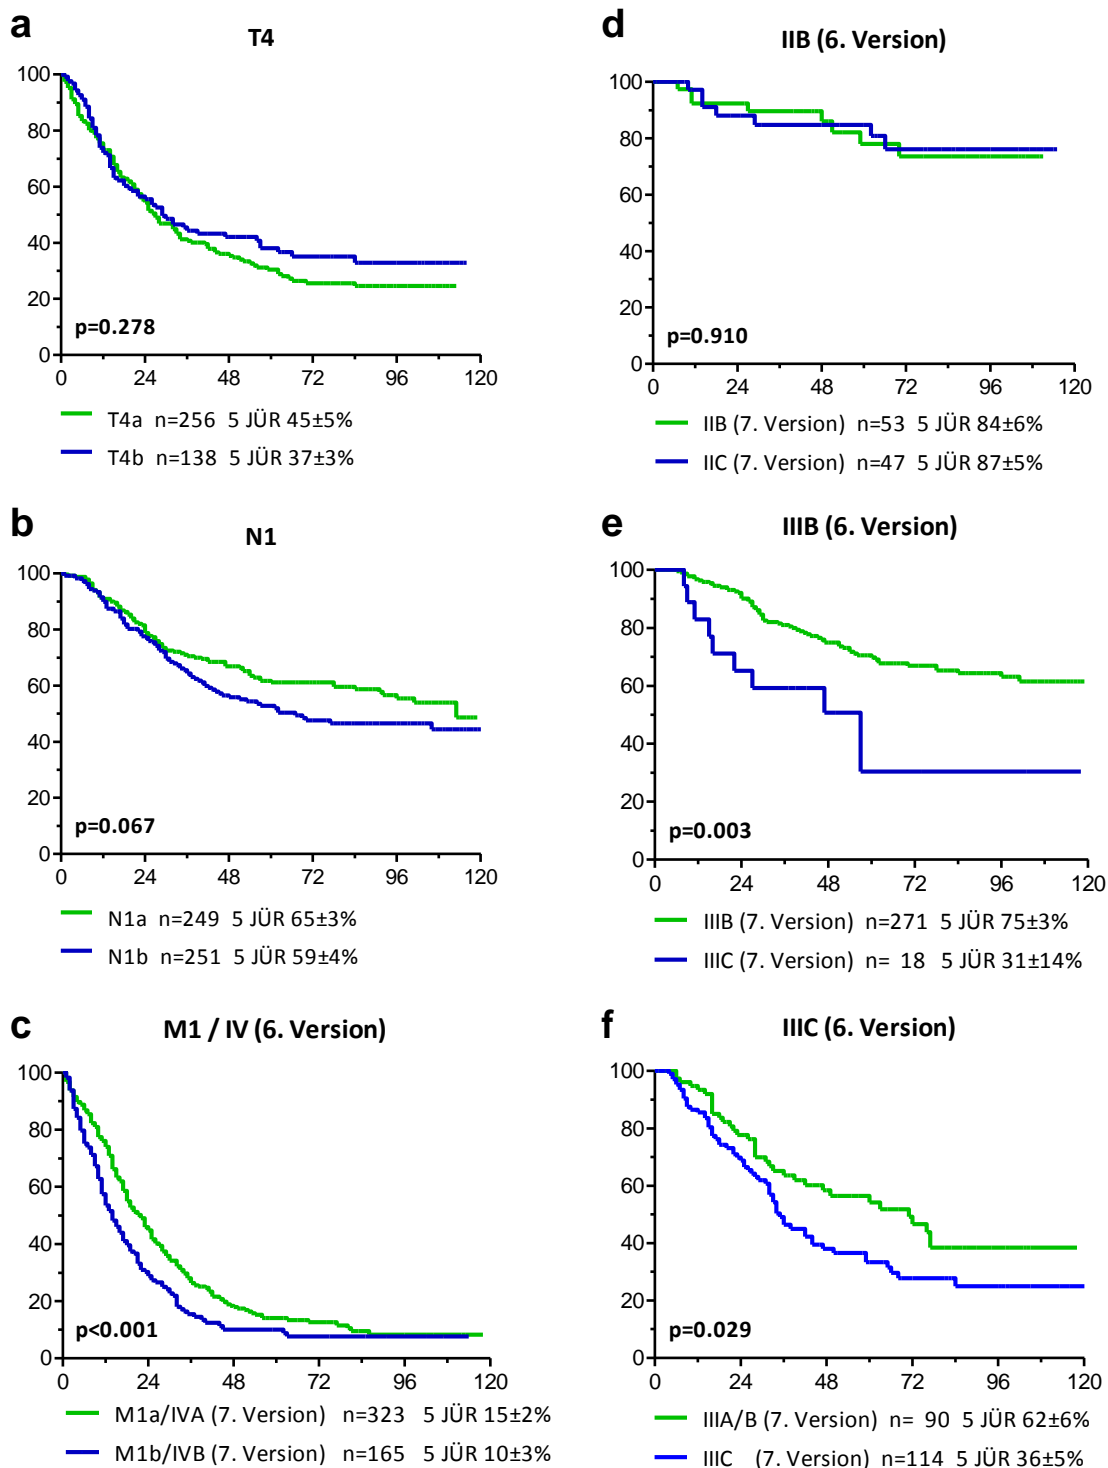 a
T4
100
80
60
40
20
0
p=0.278
0 24 48 72 96 120
T4a n=256 5 JÜR 45±5%
T4b n=138 5 JÜR 37±3%
b
N1
100
80
60
40
20
0
p=0.067
0 24 48 72 96 120
N1a n=249 5 JÜR 65±3%
N1b n=251 5 JÜR 59±4%
c
M1 / IV (6. Version)
100
80
60
40
20
0
p<0.001
0 24 48 72 96 120
M1a/IVA (7. Version) n=323 5 JÜR 15±2%
M1b/IVB (7. Version) n=165 5 JÜR 10±3%
d
IIB (6. Version)
100
80
60
40
20
0
p=0.910
0 24 48 72 96 120
IIB (7. Version) n=53 5 JÜR 84±6%
IIC (7. Version) n=47 5 JÜR 87±5%
e
IIIB (6. Version)
100
80
60
40
20
0
p=0.003
0 24 48 72 96 120
IIIB (7. Version) n=271 5 JÜR 75±3%
IIIC (7. Version) n= 18 5 JÜR 31±14%
f
IIIC (6. Version)
100
80
60
40
20
0
p=0.029
0 24 48 72 96 120
IIIA/B (7. Version) n= 90 5 JÜR 62±6%
IIIC (7. Version) n=114 5 JÜR 36±5%